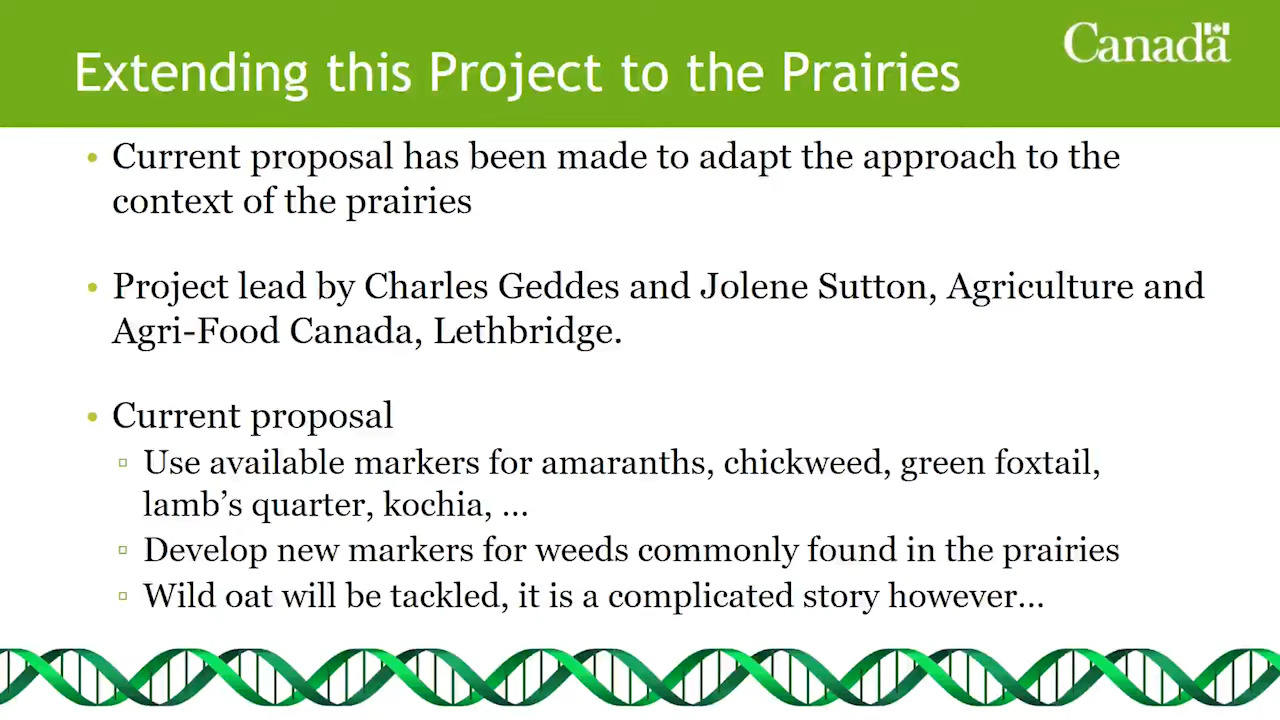 Extending this Project to the Prairies
Canada
• Current proposal has been made to adapt the approach to the
context of the prairies
• Project lead by Charles Geddes and Jolene Sutton, Agriculture and
Agri-Food Canada, Lethbridge.
• Current proposal
▫ Use available markers for amaranths, chickweed, green foxtail,
lamb’s quarter, kochia, …
▫ Develop new markers for weeds commonly found in the prairies
▫ Wild oat will be tackled, it is a complicated story however…